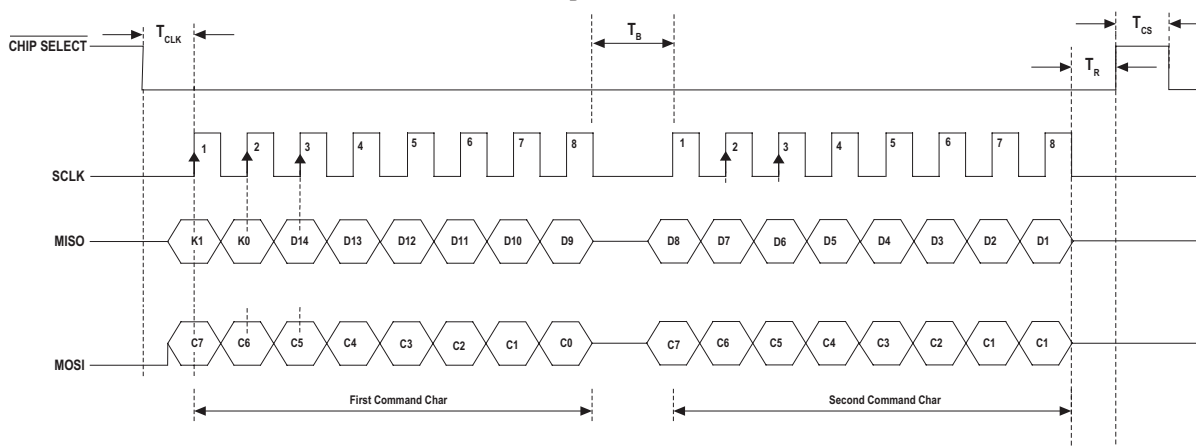 T_CLK T_B T_CS
CHIP SELECT
T_R
1 2 3 4 5 6 7 8 1 2 3 4 5 6 7 8
SCLK
MISO K1 K0 D14 D13 D12 D11 D10 D9 D8 D7 D6 D5 D4 D3 D2 D1
C7 C6 C5 C4 C3 C2 C1 C0 C7 C6 C5 C4 C3 C2 C1 C1
MOSI
First Command Char Second Command Char